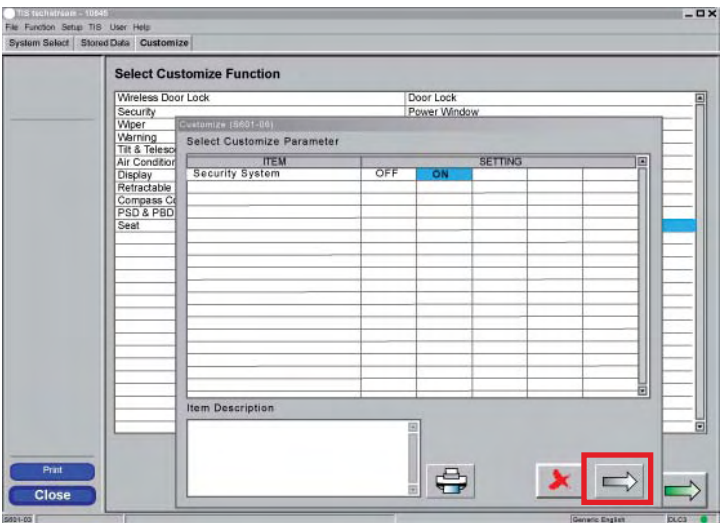 TIS techstream - 10845
File Function Setup TIS User Help
System Select Stored Data Customize
Select Customize Function
Wireless Door Lock Door Lock
Security Power Window
Wiper
Customize (S601-06)
Warning
Select Customize Parameter
Tilt & Telesco
Air Condition
ITEM SETTING
Display
Security System OFF ON
Retractable
Compass Co
PSD & PBD
Seat
Item Description
Print
Close
S601-03 Generic English DLC3